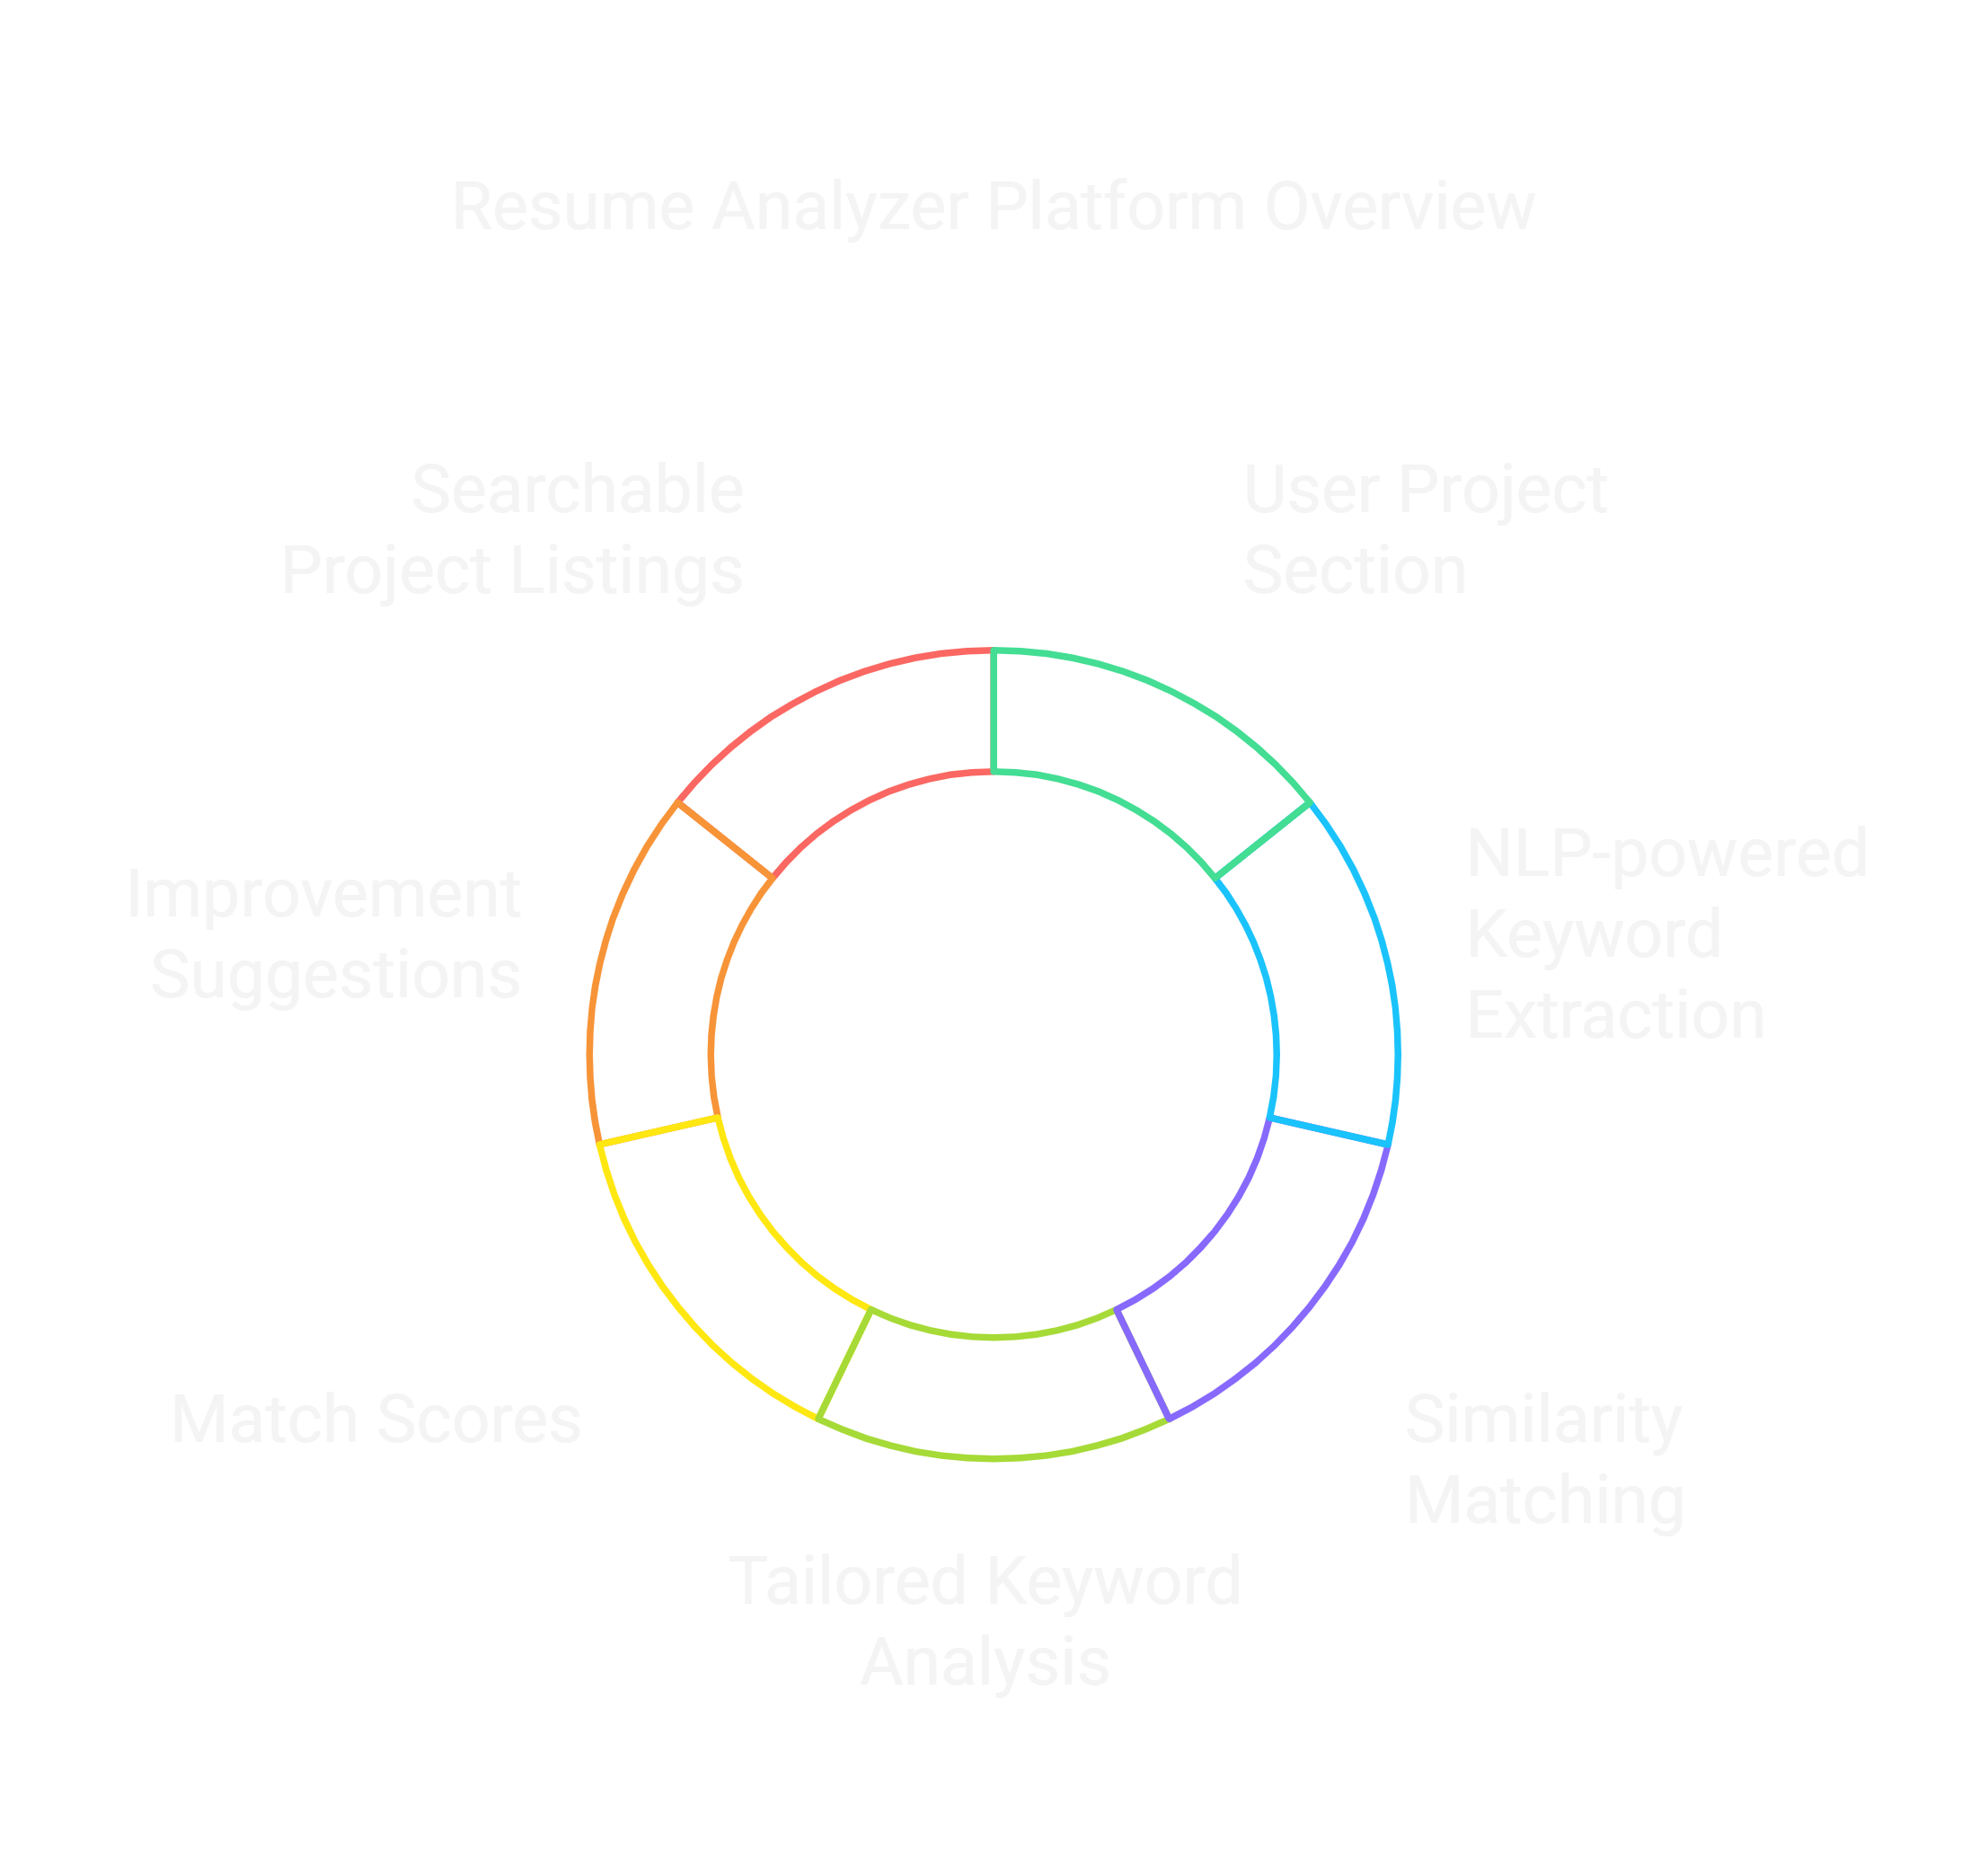 Resume Analyzer Platform Overview
Searchable
Project Listings
User Project
Section
Improvement
Suggestions
NLP-powered
Keyword
Extraction
Match Scores
Similarity
Matching
Tailored Keyword
Analysis